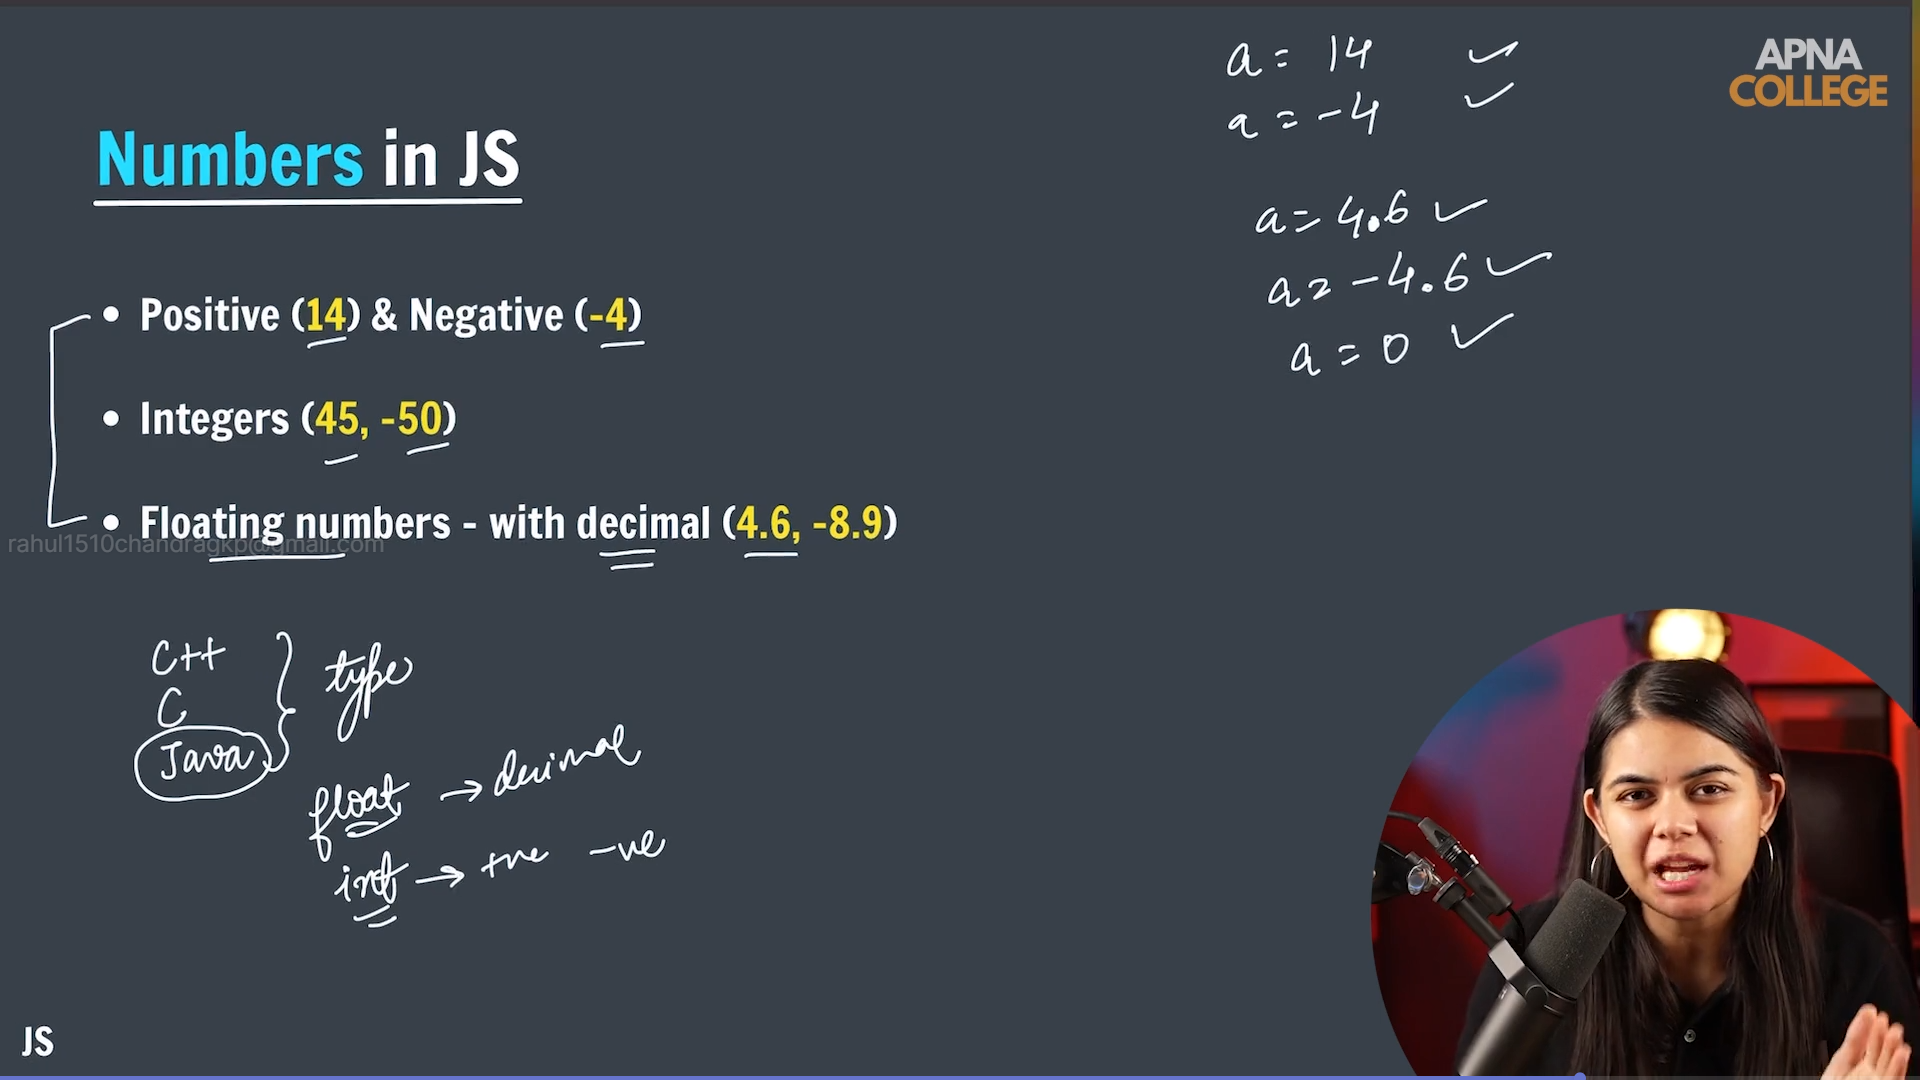 APNA
COLLEGE
a = 14
a = -4
a = 4.6
a = -4.6
a = 0
Numbers in JS
• Positive (14) & Negative (-4)
• Integers (45, -50)
• Floating numbers - with decimal (4.6, -8.9)
rahul1510chandragkp@gmail.com
C++
C
Java
type
float → decimal
int → +ve -ve
JS